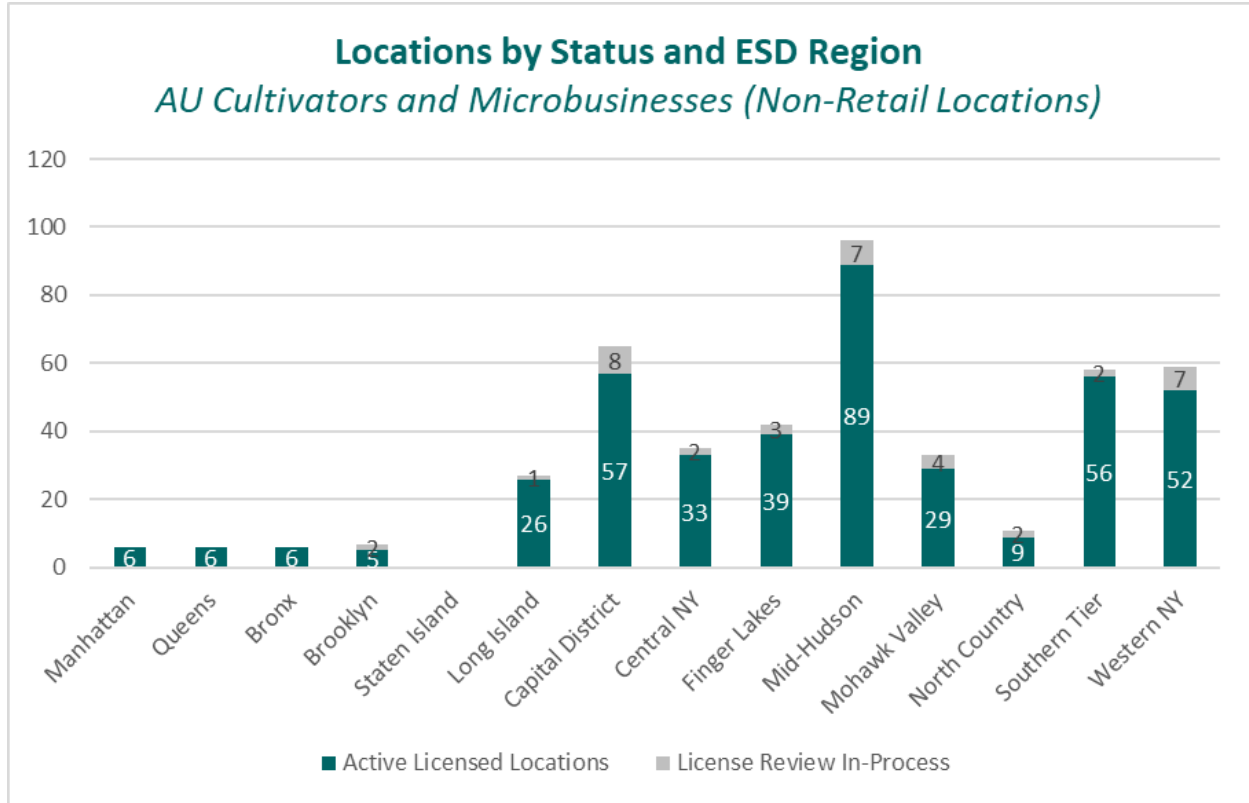 Locations by Status and ESD Region
AU Cultivators and Microbusinesses (Non-Retail Locations)
120
100
80
60
40
20
0
6
6
6
2
5
1
26
8
57
2
33
3
39
7
89
4
29
2
9
2
56
7
52
Manhattan
Queens
Bronx
Brooklyn
Staten Island
Long Island
Capital District
Central NY
Finger Lakes
Mid-Hudson
Mohawk Valley
North Country
Southern Tier
Western NY
Active Licensed Locations
License Review In-Process